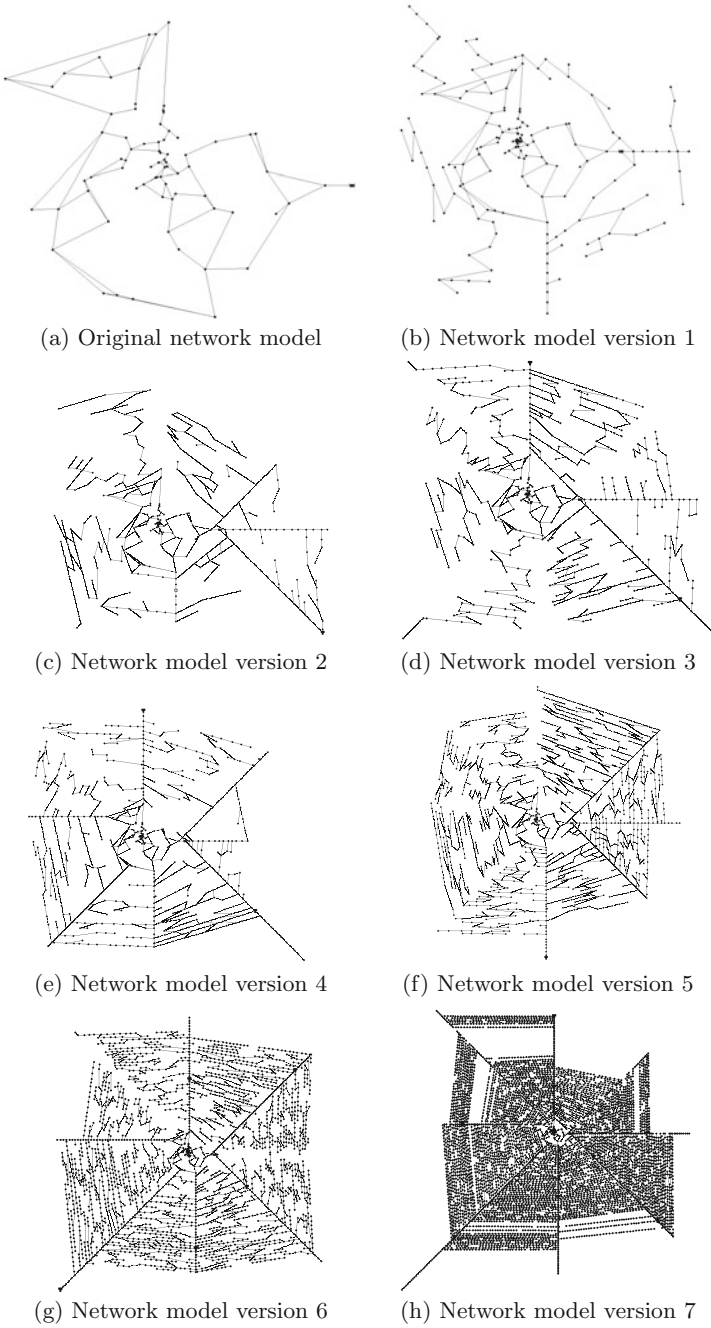 (a) Original network model
(b) Network model version 1
(c) Network model version 2
(d) Network model version 3
(e) Network model version 4
(f) Network model version 5
(g) Network model version 6
(h) Network model version 7